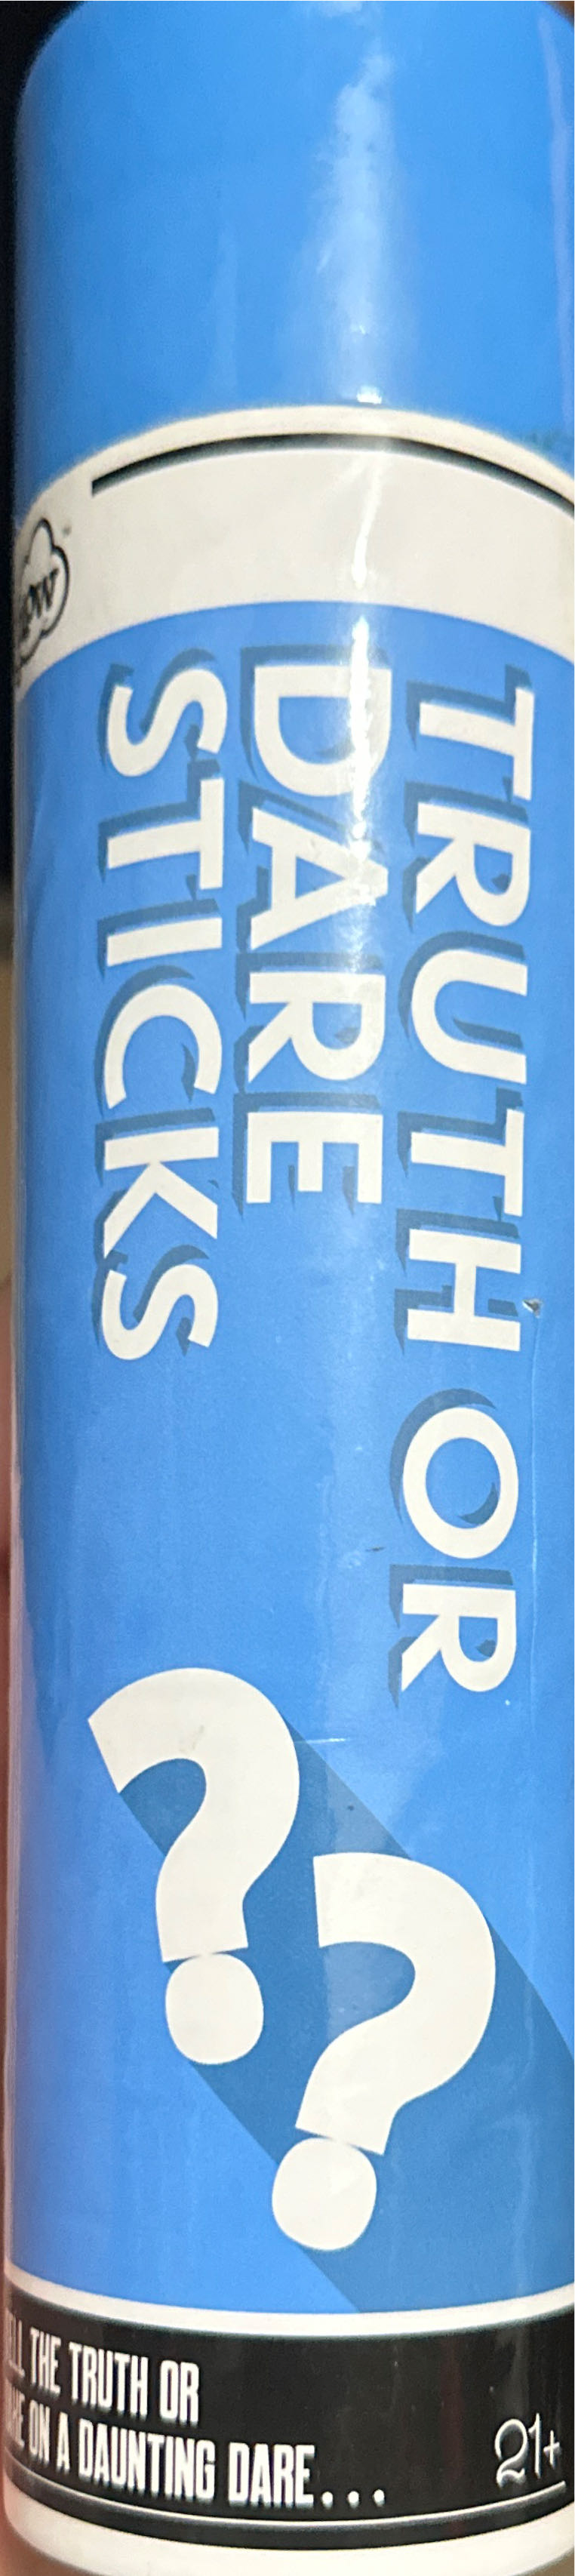 TRUTH OR
DARE
STICKS
??
THE TRUTH OR
ON A DAUNTING DARE...
21+